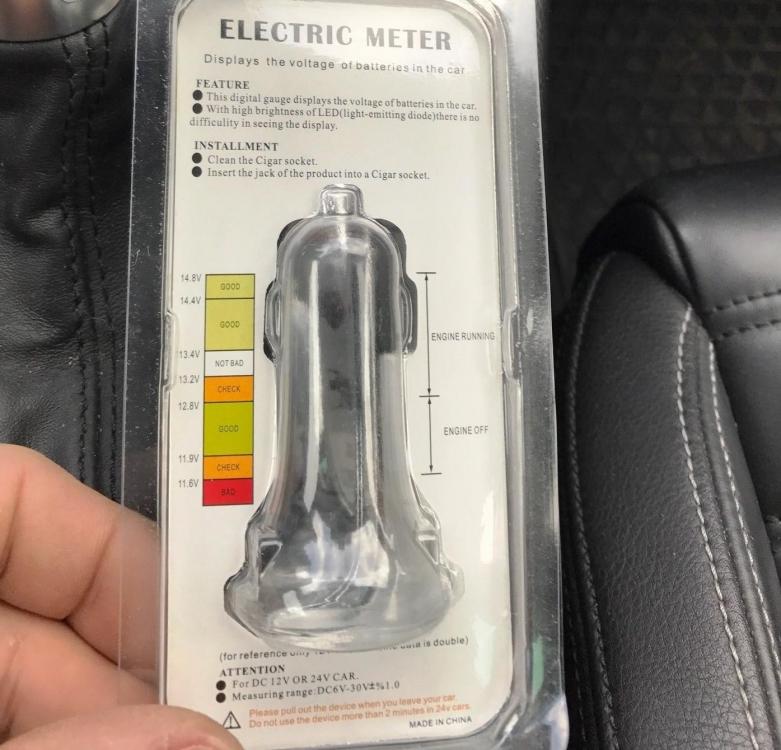 ELECTRIC METER
Displays the voltage of batteries in the car
FEATURE
● This digital gauge displays the voltage of batteries in the car.
● With high brightness of LED(light-emitting diode)there is no
difficulity in seeing the display.
INSTALLMENT
● Clean the Cigar socket.
● Insert the jack of the product into a Cigar socket.
14.8V
GOOD
14.4V
GOOD
13.4V
NOT BAD
13.2V
CHECK
12.8V
GOOD
11.9V
CHECK
11.6V
BAD
ENGINE RUNNING
ENGINE OFF
(for reference only data is double)
ATTENTION
● For DC 12V OR 24V CAR.
● Measuring range:DC6V-30V±%1.0
Please pull out the device when you leave your car.
Do not use the device more than 2 minutes in 24v cars.
MADE IN CHINA